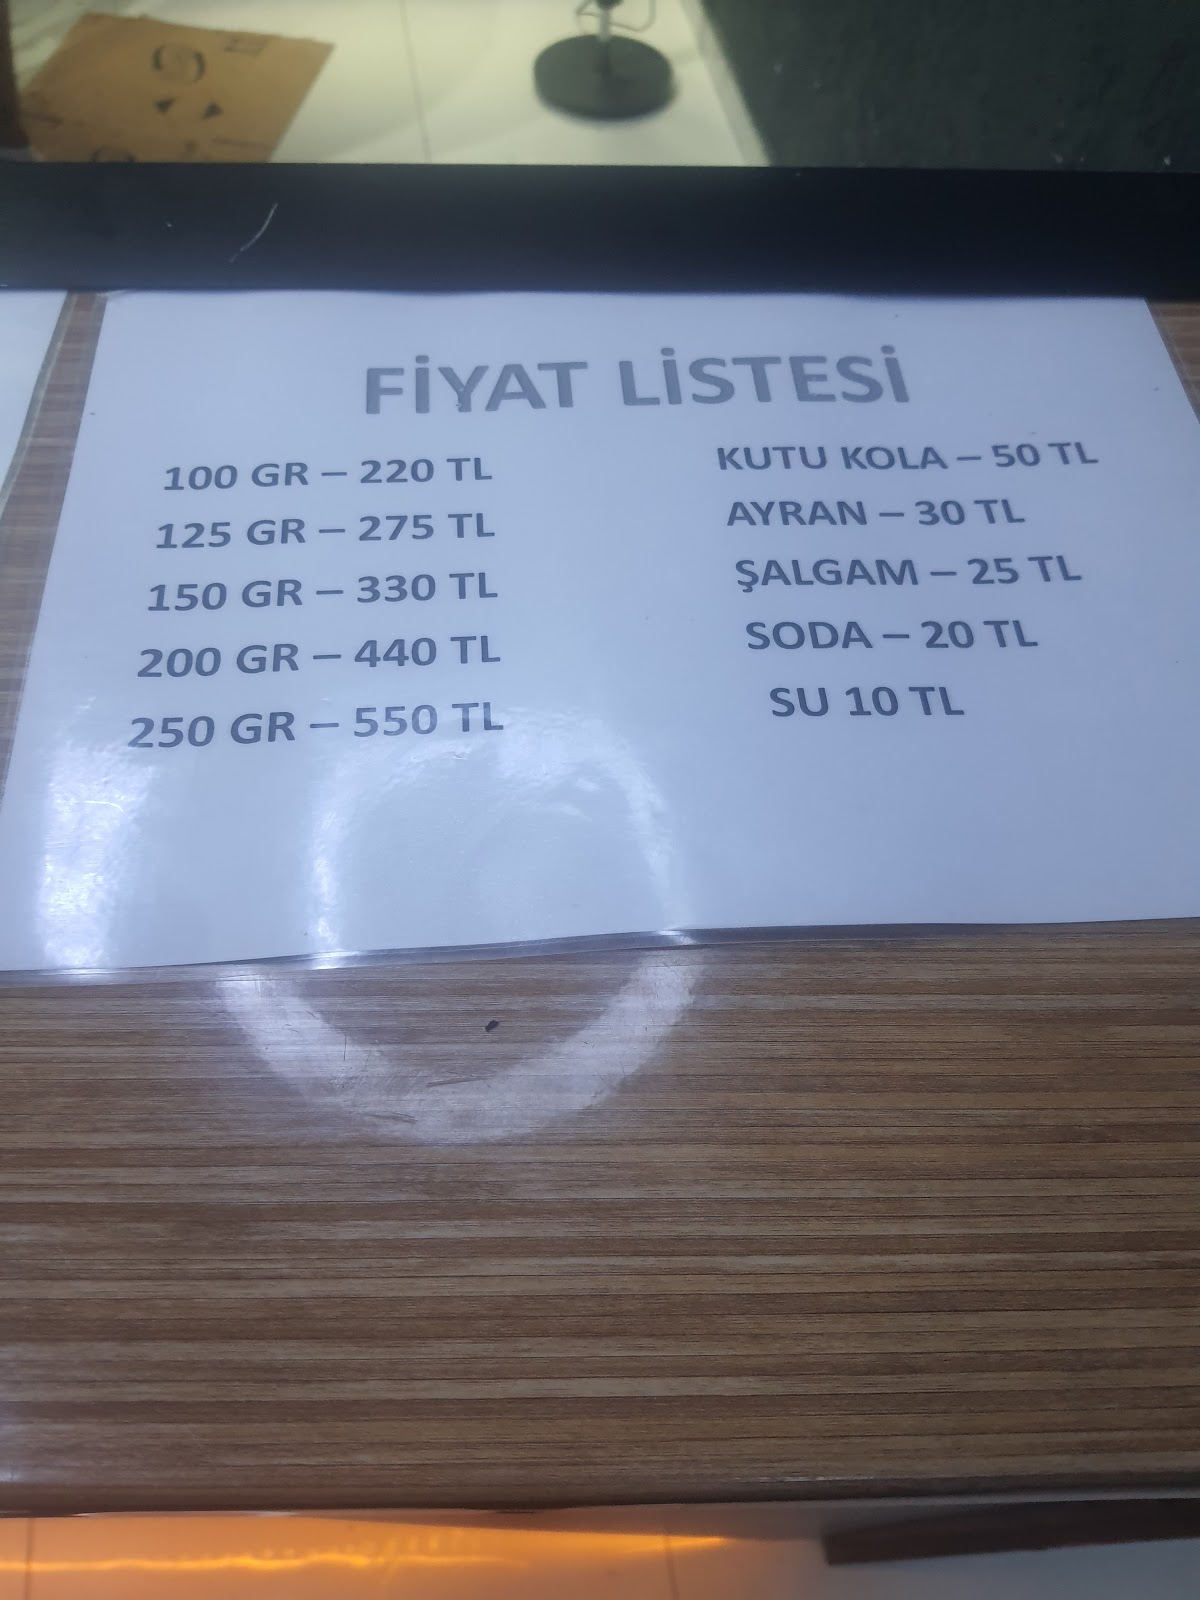 FİYAT LİSTESİ
100 GR – 220 TL
125 GR – 275 TL
150 GR – 330 TL
200 GR – 440 TL
250 GR – 550 TL
KUTU KOLA – 50 TL
AYRAN – 30 TL
ŞALGAM – 25 TL
SODA – 20 TL
SU 10 TL